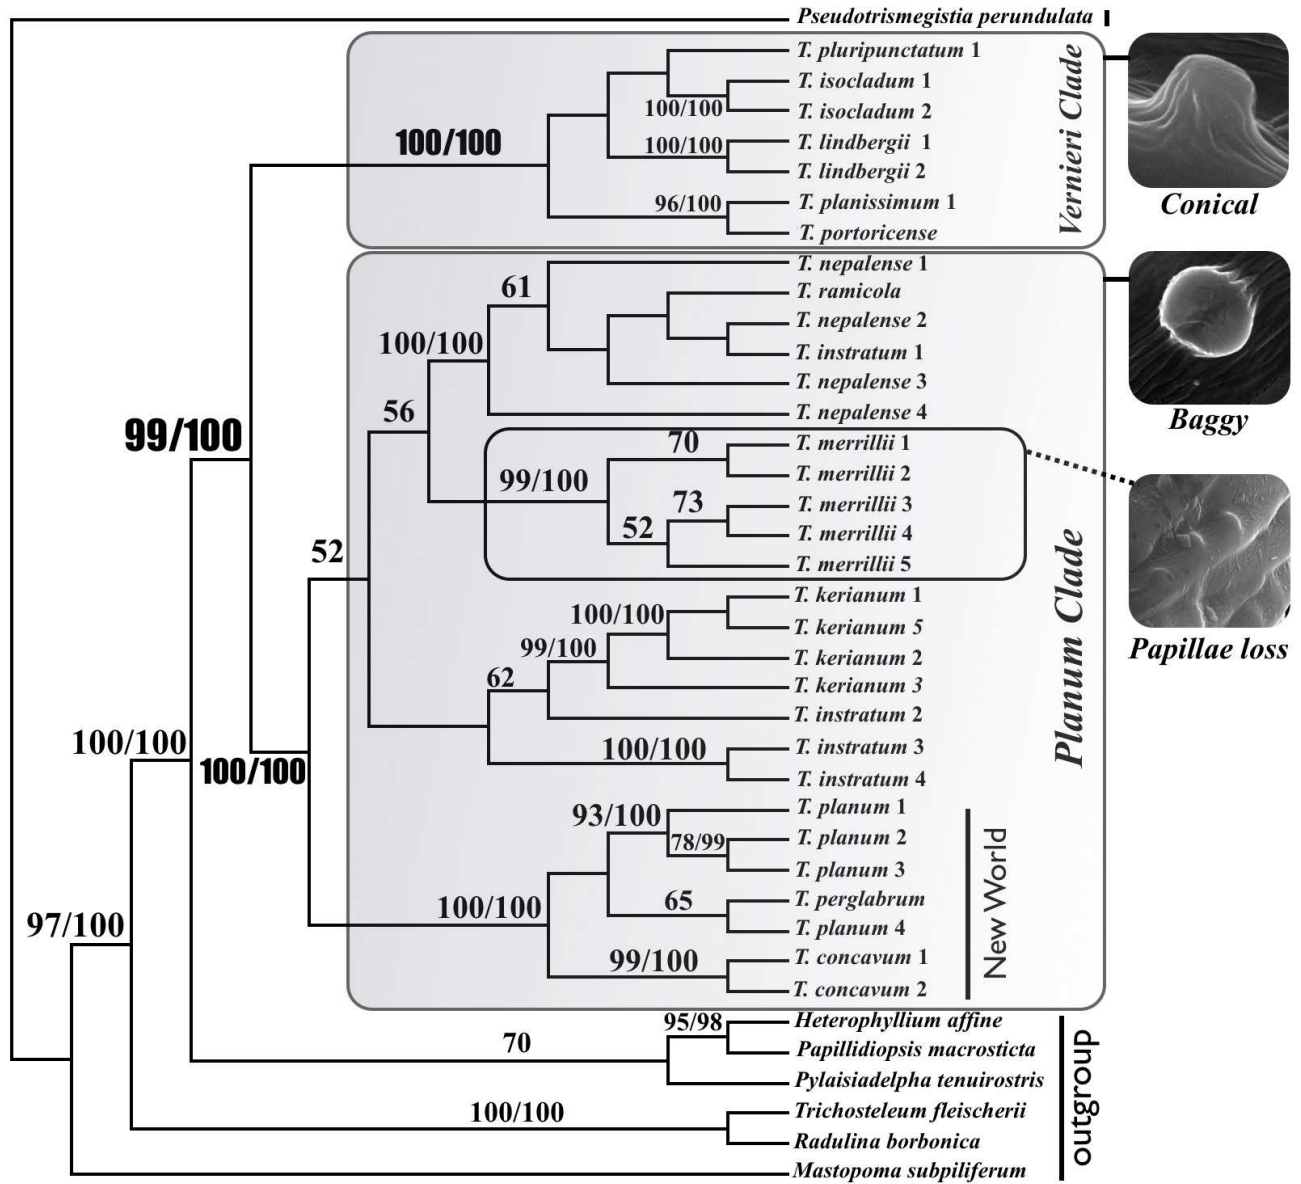 Pseudotrismegistia perundulata
T. pluripunctatum 1
T. isocladum 1
100/100
T. isocladum 2
100/100
100/100
T. lindbergii 1
T. lindbergii 2
96/100
T. planissimum 1
T. portoricense
Vernieri Clade
Conical
T. nepalense 1
61
T. ramicola
T. nepalense 2
100/100
T. instratum 1
T. nepalense 3
56
T. nepalense 4
Baggy
99/100
70
T. merrillii 1
T. merrillii 2
99/100
73
T. merrillii 3
52
T. merrillii 4
52
T. merrillii 5
Papillae loss
T. kerianum 1
100/100
T. kerianum 5
99/100
T. kerianum 2
62
T. kerianum 3
T. instratum 2
100/100
T. instratum 3
100/100
100/100
T. instratum 4
Planum Clade
T. planum 1
93/100
78/99
T. planum 2
T. planum 3
65
T. perglabrum
100/100
T. planum 4
97/100
99/100
T. concavum 1
T. concavum 2
New World
95/98
Heterophyllium affine
70
Papillidiopsis macrosticta
Pylaisiadelpha tenuirostris
100/100
Trichosteleum fleischerii
Radulina borbonica
Mastopoma subpiliferum
outgroup